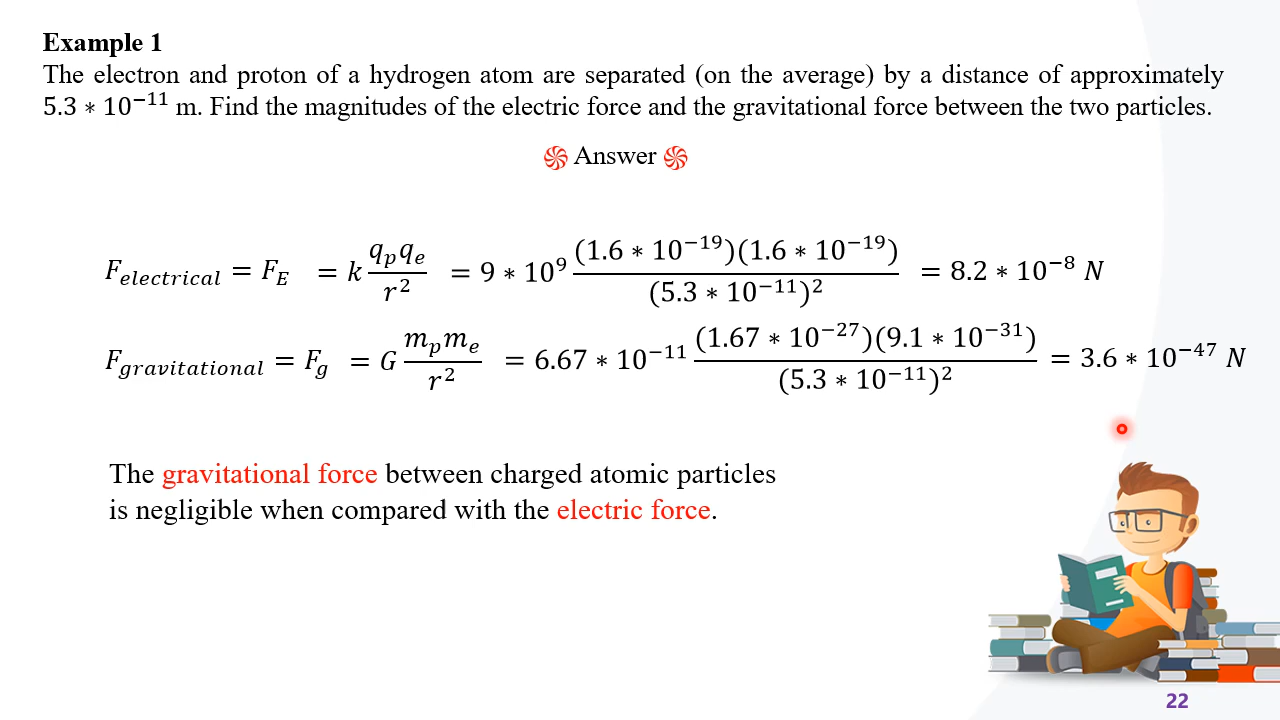 Example 1
The electron and proton of a hydrogen atom are separated (on the average) by a distance of approximately
5.3 ∗ 10⁻¹¹ m. Find the magnitudes of the electric force and the gravitational force between the two particles.
Answer
F_electrical = F_E = k (q_p q_e)/(r²) = 9 ∗ 10⁹ ((1.6 ∗ 10⁻¹⁹)(1.6 ∗ 10⁻¹⁹))/((5.3 ∗ 10⁻¹¹)²) = 8.2 ∗ 10⁻⁸ N
F_gravitational = F_g = G (m_p m_e)/(r²) = 6.67 ∗ 10⁻¹¹ ((1.67 ∗ 10⁻²⁷)(9.1 ∗ 10⁻³¹))/((5.3 ∗ 10⁻¹¹)²) = 3.6 ∗ 10⁻⁴⁷ N
The gravitational force between charged atomic particles
is negligible when compared with the electric force.
22